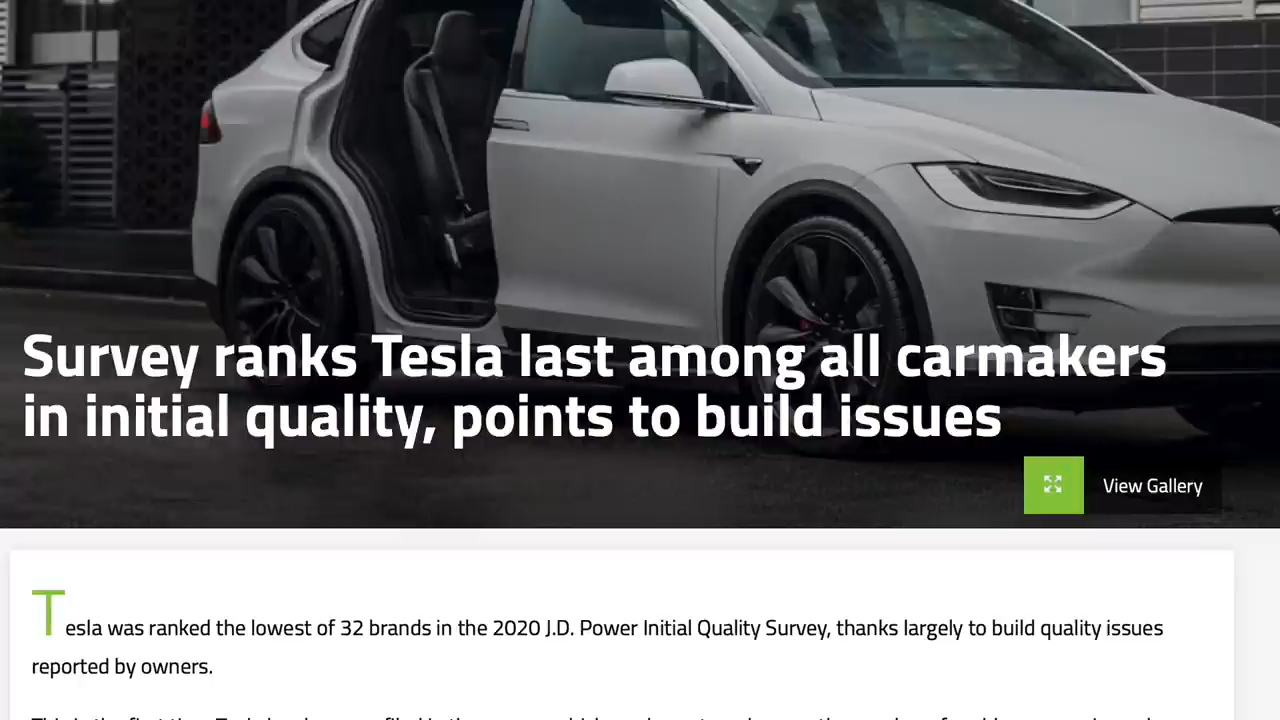 Survey ranks Tesla last among all carmakers
in initial quality, points to build issues
View Gallery
Tesla was ranked the lowest of 32 brands in the 2020 J.D. Power Initial Quality Survey, thanks largely to build quality issues
reported by owners.